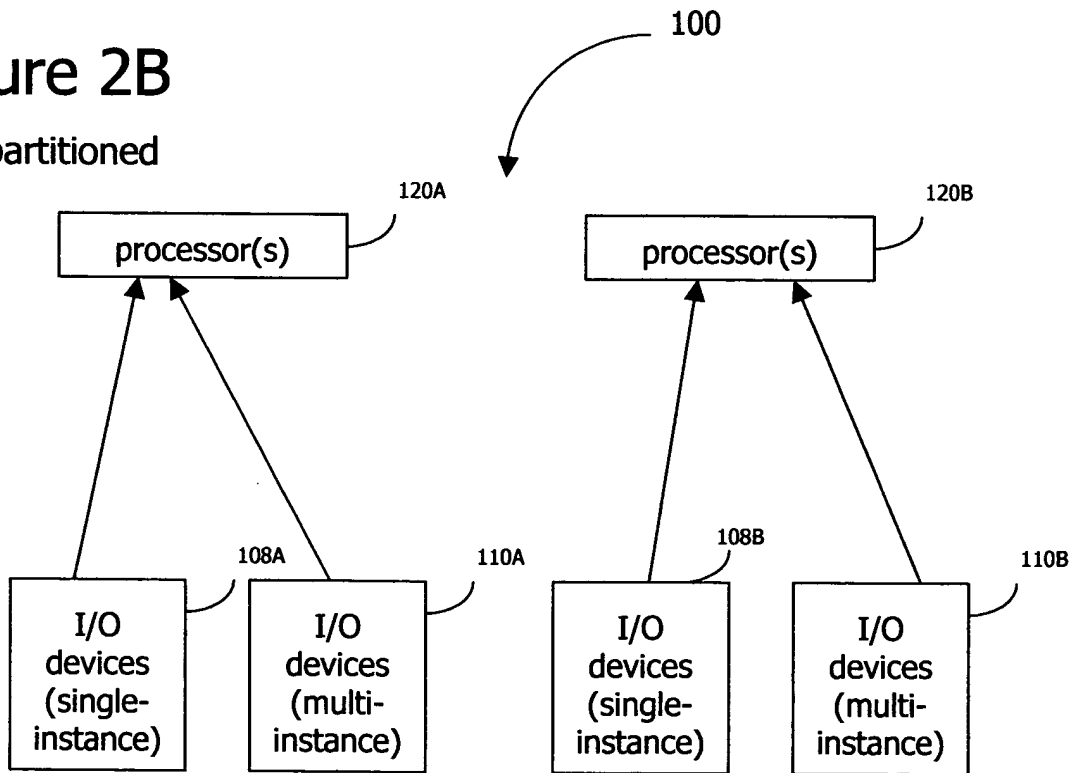 ure 2B
partitioned
100
120A
120B
processor(s)
processor(s)
108A
110A
108B
110B
I/O
devices
(single-
instance)
I/O
devices
(multi-
instance)
I/O
devices
(single-
instance)
I/O
devices
(multi-
instance)